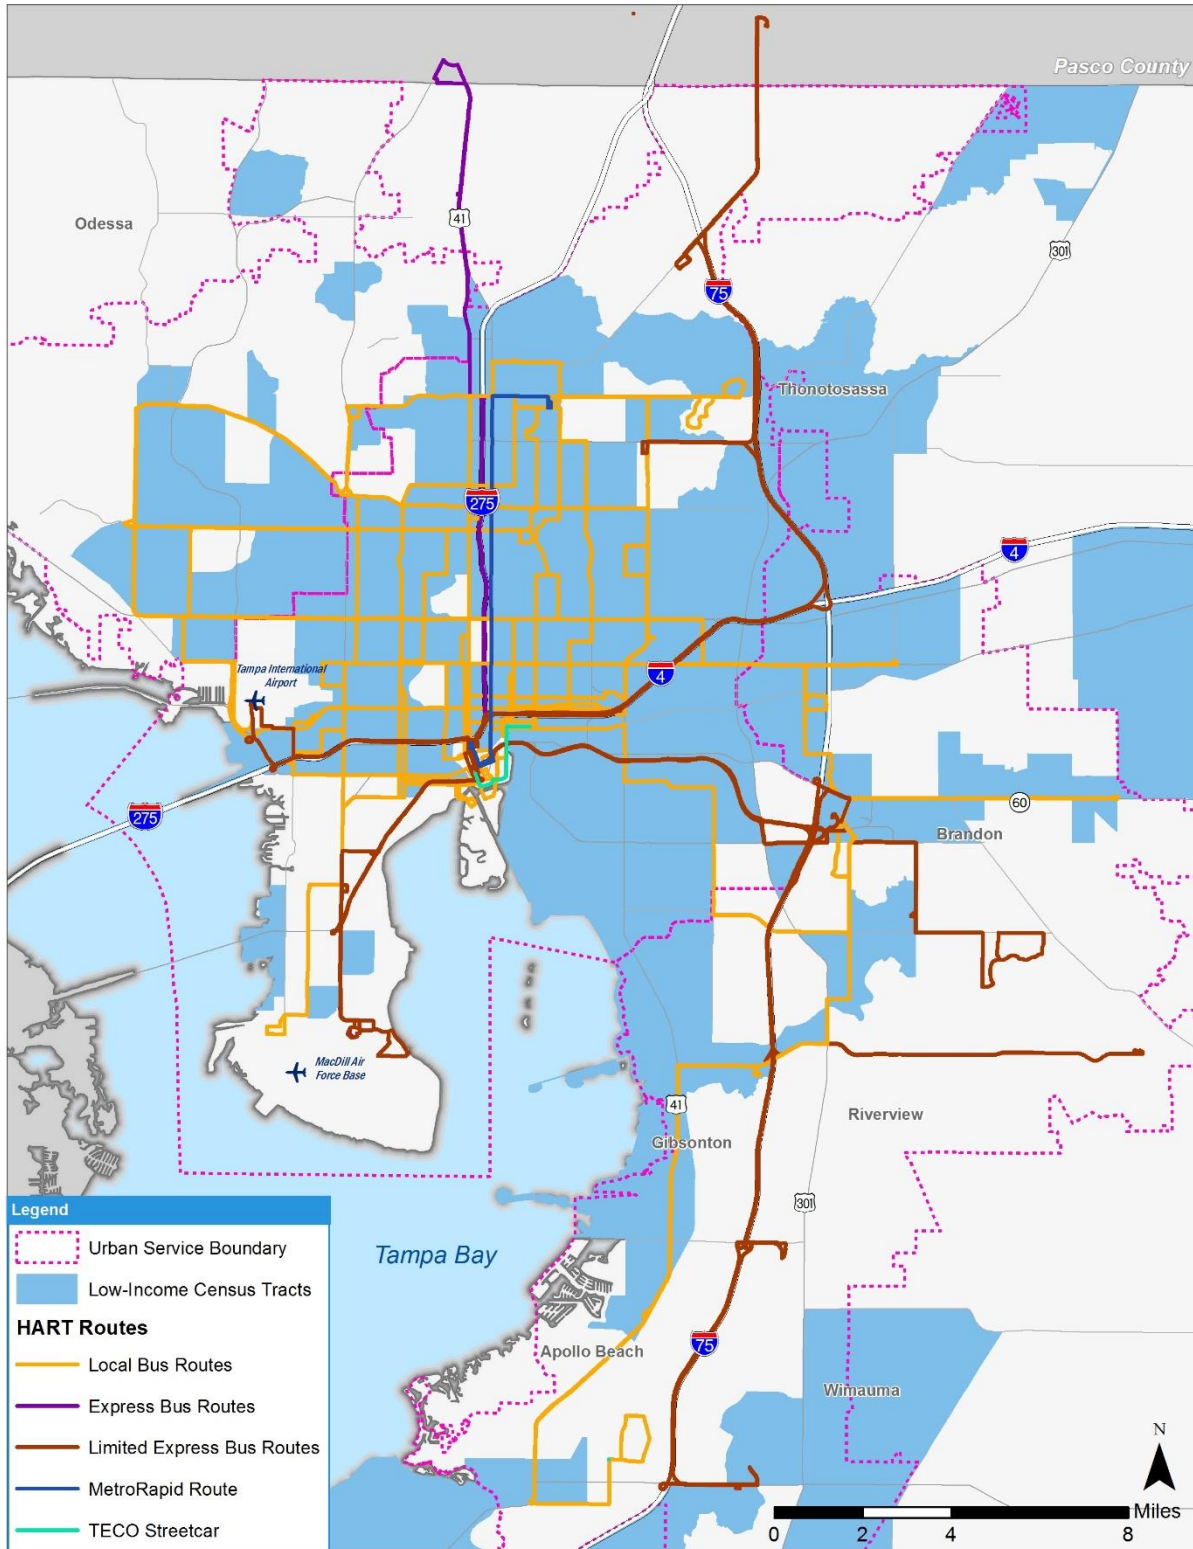 Pasco County
Odessa
41
301
75
Thonotosassa
275
4
Tampa International
Airport
4
275
60
Brandon
MacDill Air
Force Base
41
Riverview
Gibsonton
301
Tampa Bay
75
Apollo Beach
Wimauma
Legend
Urban Service Boundary
Low-Income Census Tracts
HART Routes
Local Bus Routes
Express Bus Routes
Limited Express Bus Routes
MetroRapid Route
TECO Streetcar
N
Miles
0 2 4 8